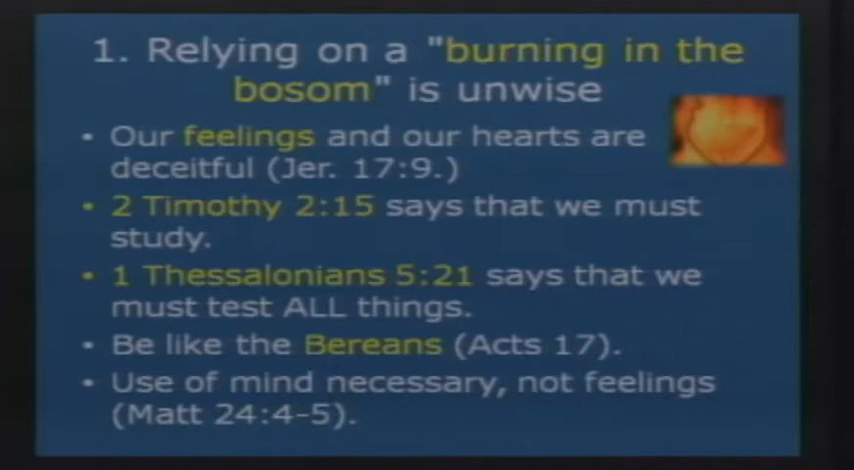 1. Relying on a "burning in the
bosom" is unwise
• Our feelings and our hearts are
deceitful (Jer. 17:9.)
• 2 Timothy 2:15 says that we must
study.
• 1 Thessalonians 5:21 says that we
must test ALL things.
• Be like the Bereans (Acts 17).
• Use of mind necessary, not feelings
(Matt 24:4-5).